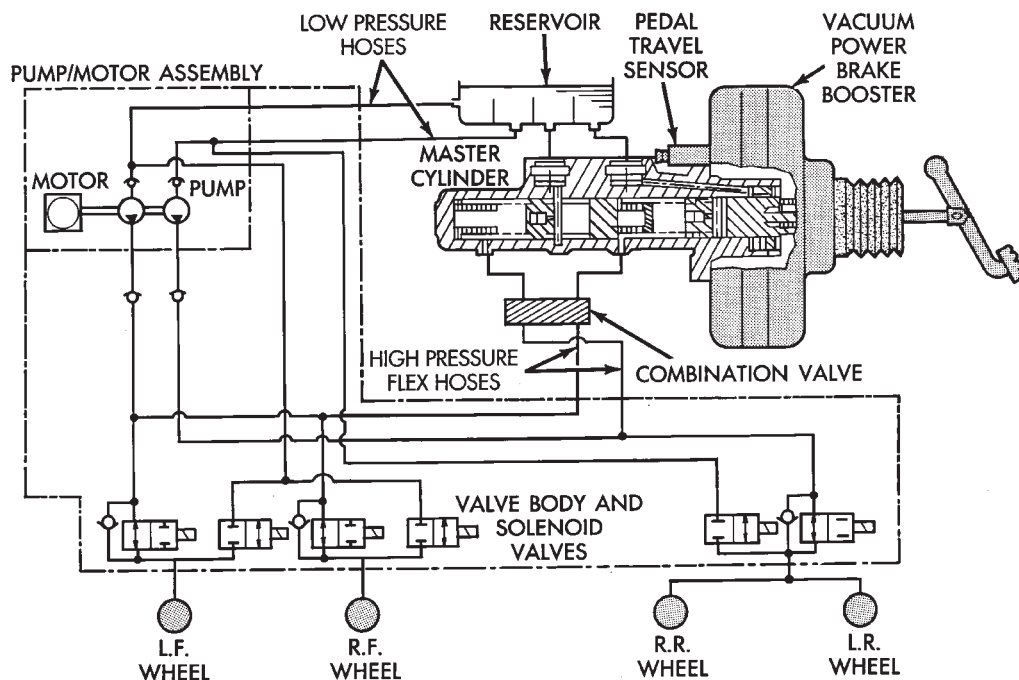 LOW PRESSURE
HOSES
RESERVOIR
PEDAL
TRAVEL
SENSOR
VACUUM
POWER
BRAKE
BOOSTER
PUMP/MOTOR ASSEMBLY
MOTOR
PUMP
MASTER
CYLINDER
HIGH PRESSURE
FLEX HOSES
COMBINATION VALVE
VALVE BODY AND
SOLENOID
VALVES
L.F.
WHEEL
R.F.
WHEEL
R.R.
WHEEL
L.R.
WHEEL